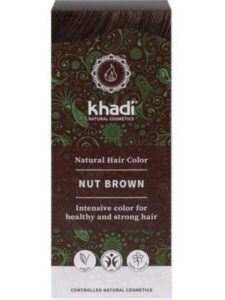 khadi
NATURAL COSMETICS
Natural Hair Color
NUT BROWN
Intensive color for
healthy and strong hair
CONTROLLED NATURAL COSMETICS